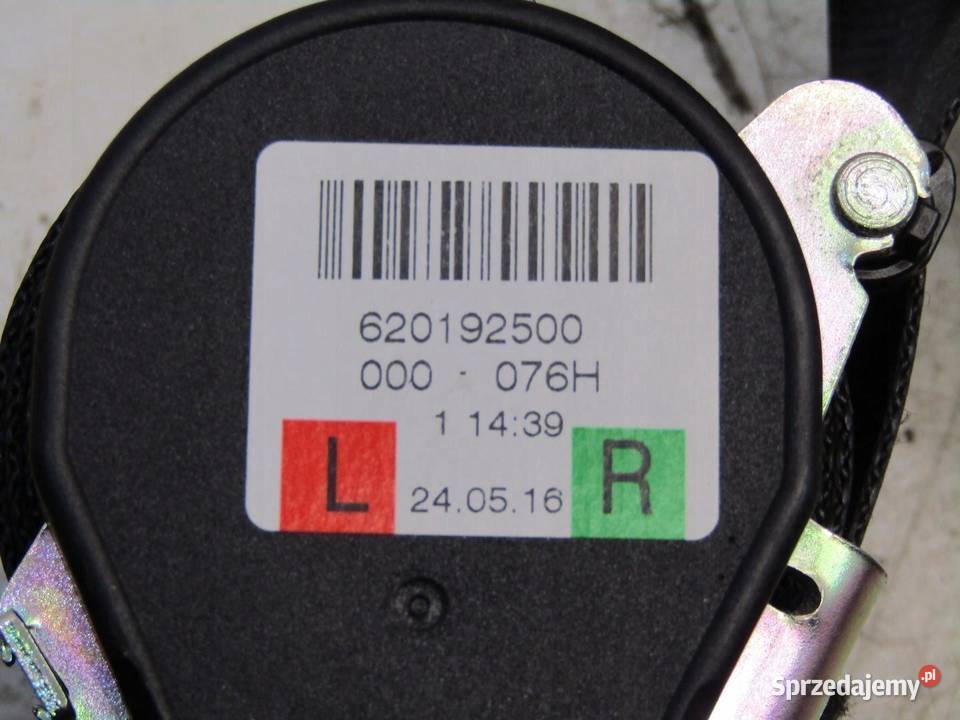 620192500
000 - 076H
1 14:39
L 24.05.16 R
Sprzedajemy.pl